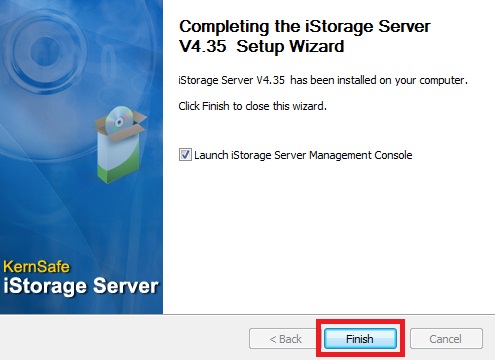 Completing the iStorage Server
V4.35 Setup Wizard
iStorage Server V4.35 has been installed on your computer.
Click Finish to close this wizard.
Launch iStorage Server Management Console
KernSafe
iStorage Server
< Back
Finish
Cancel